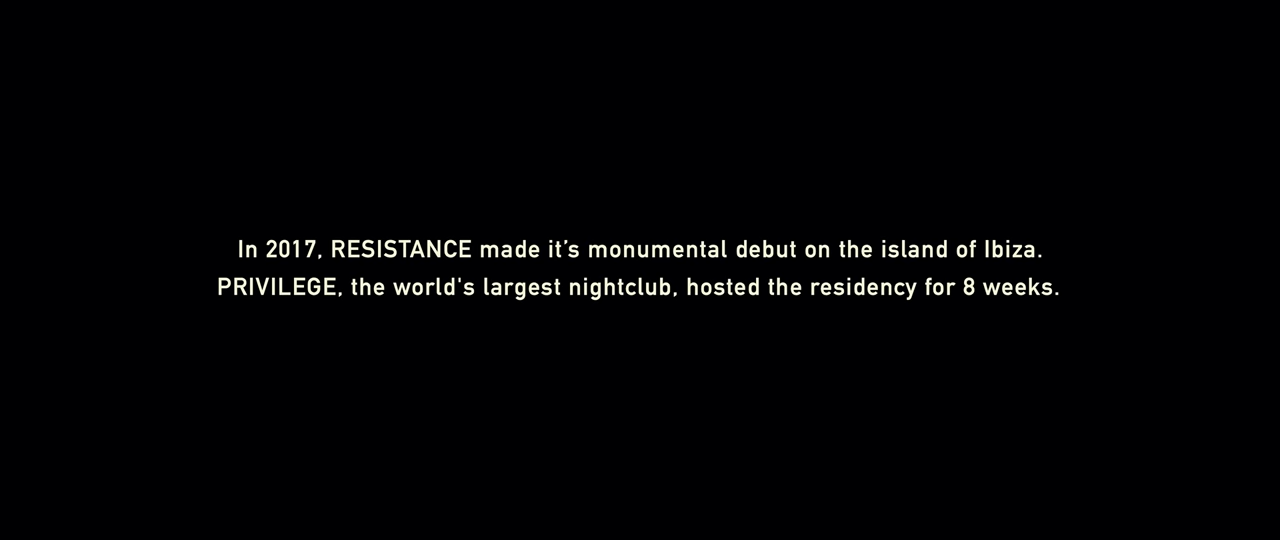 In 2017, RESISTANCE made it’s monumental debut on the island of Ibiza.
PRIVILEGE, the world's largest nightclub, hosted the residency for 8 weeks.